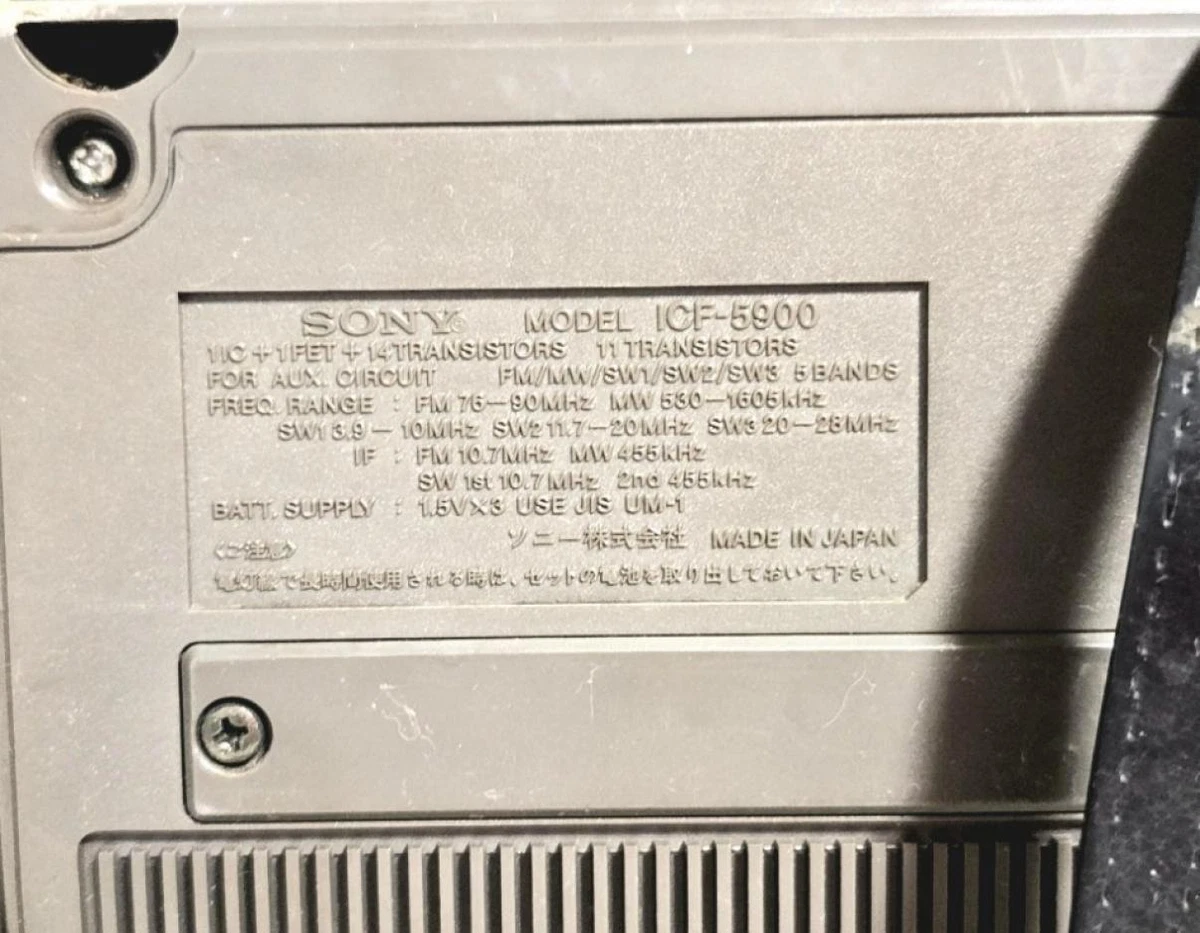 SONY® MODEL ICF-5900
1IC+1FET+14TRANSISTORS 11TRANSISTORS
FOR AUX. CIRCUIT FM/MW/SW1/SW2/SW3 5BANDS
FREQ. RANGE : FM 76-90MHz MW 530-1605kHz
SW1 3.9-10MHz SW2 11.7-20MHz SW3 20-28MHz
IF : FM 10.7MHz MW 455kHz
SW 1st 10.7MHz 2nd 455kHz
BATT. SUPPLY : 1.5V×3 USE JIS UM-1
ソニー株式会社 MADE IN JAPAN
《ご注意》
電灯線で長時間使用される時は、セットの電池を取り出しておいて下さい。